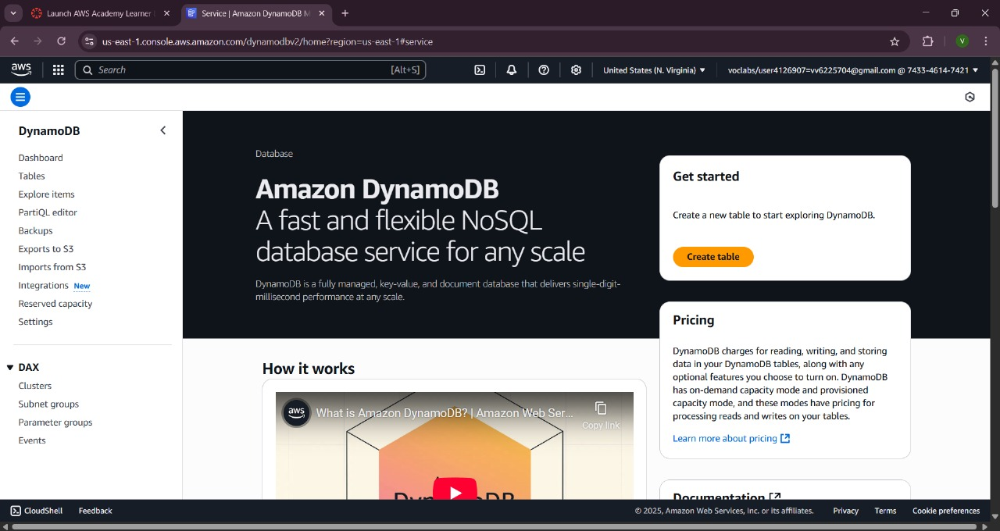 Launch AWS Academy Learner
Service | Amazon DynamoDB M
us-east-1.console.aws.amazon.com/dynamodbv2/home?region=us-east-1#service
V
aws
Search
[Alt+S]
United States (N. Virginia)
voclabs/user4126907=vv6225704@gmail.com @ 7433-4614-7421
DynamoDB
Dashboard
Tables
Explore items
PartiQL editor
Backups
Exports to S3
Imports from S3
Integrations New
Reserved capacity
Settings
DAX
Clusters
Subnet groups
Parameter groups
Events
Database
Amazon DynamoDB
A fast and flexible NoSQL
database service for any scale
DynamoDB is a fully managed, key-value, and document database that delivers single-digit-
millisecond performance at any scale.
Get started
Create a new table to start exploring DynamoDB.
Create table
Pricing
DynamoDB charges for reading, writing, and storing
data in your DynamoDB tables, along with any
optional features you choose to turn on. DynamoDB
has on-demand capacity mode and provisioned
capacity mode, and these modes have pricing for
processing reads and writes on your tables.
Learn more about pricing
Documentation
How it works
aws
What is Amazon DynamoDB? | Amazon Web Ser...
Copy link
DynamoDB
CloudShell
Feedback
© 2025, Amazon Web Services, Inc. or its affiliates.
Privacy
Terms
Cookie preferences